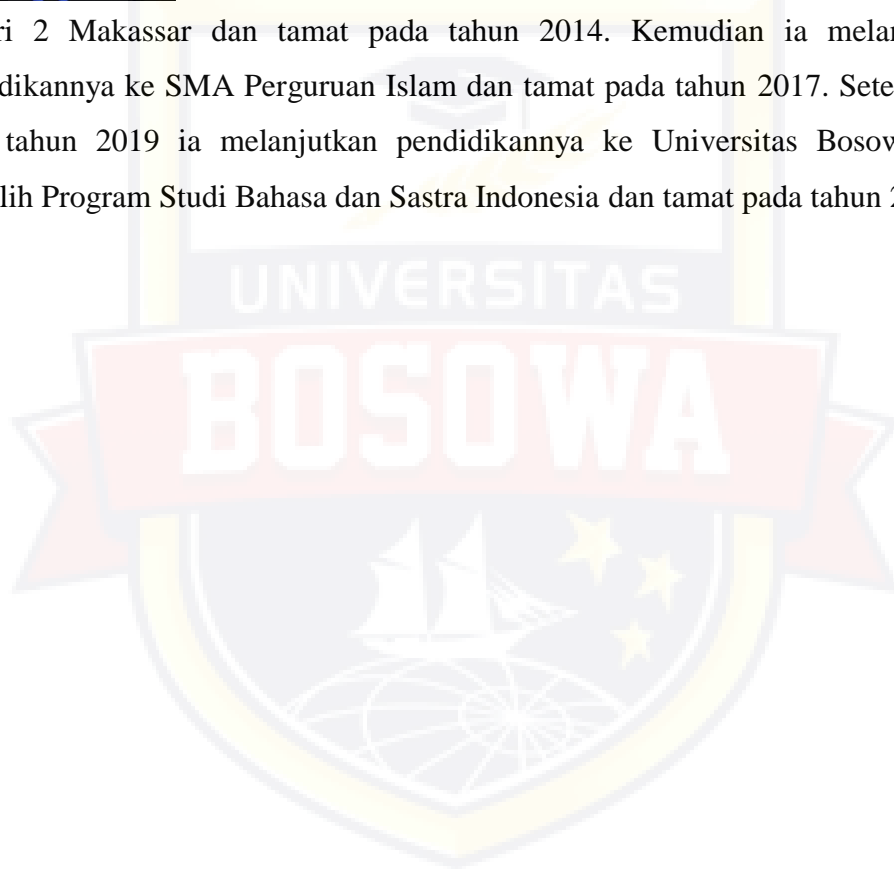 ri 2 Makassar dan tamat pada tahun 2014. Kemudian ia melan
dikannya ke SMA Perguruan Islam dan tamat pada tahun 2017. Sete
tahun 2019 ia melanjutkan pendidikannya ke Universitas Bosow
lih Program Studi Bahasa dan Sastra Indonesia dan tamat pada tahun 2
UNIVERSITAS
BOSOWA